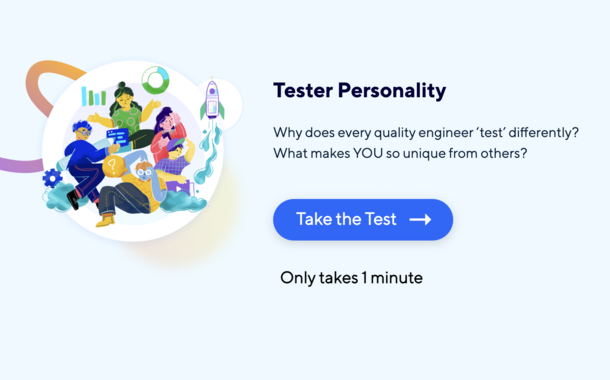 Tester Personality
Why does every quality engineer ‘test’ differently?
What makes YOU so unique from others?
Take the Test
Only takes 1 minute